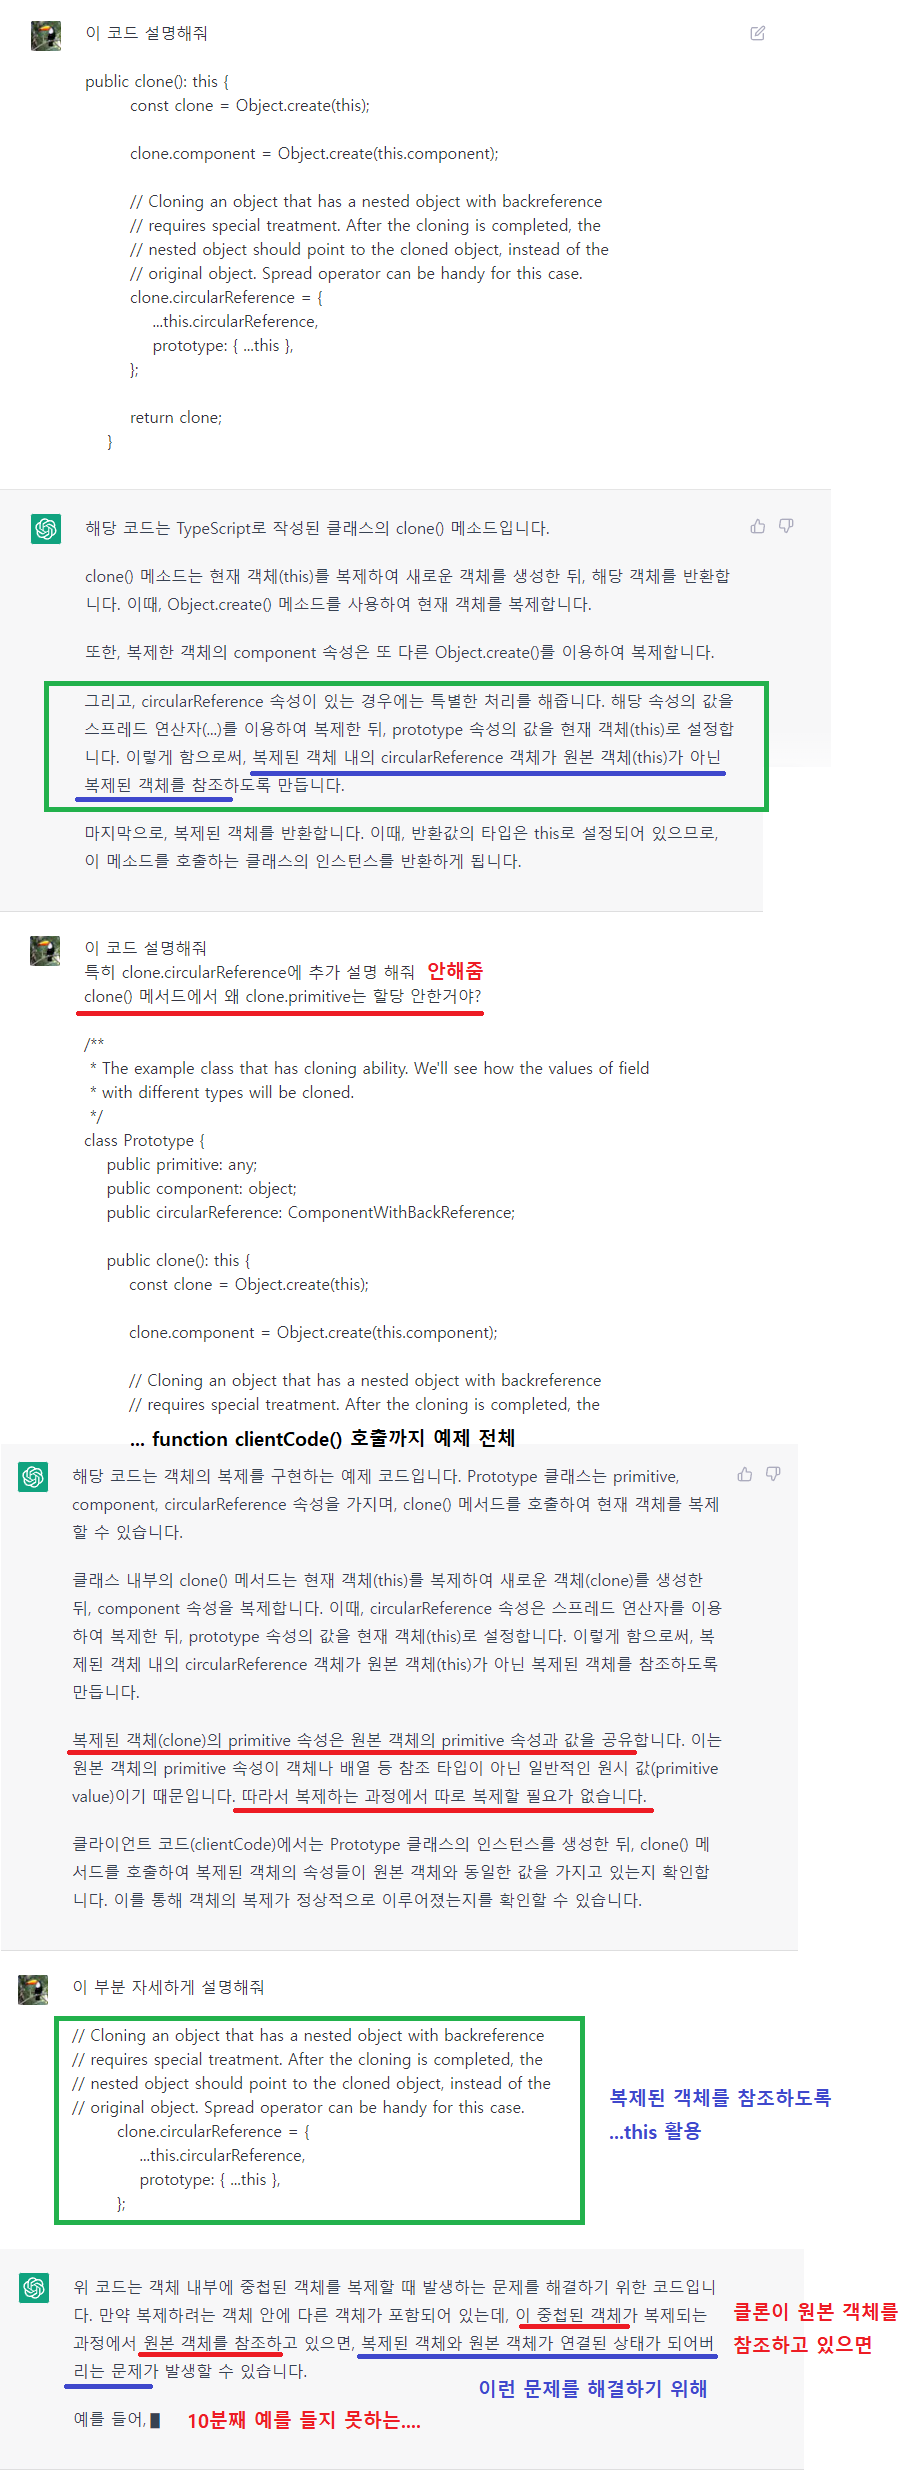 이 코드 설명해줘
public clone(): this {
const clone = Object.create(this);
clone.component = Object.create(this.component);
// Cloning an object that has a nested object with backreference
// requires special treatment. After the cloning is completed, the
// nested object should point to the cloned object, instead of the
// original object. Spread operator can be handy for this case.
clone.circularReference = {
...this.circularReference,
prototype: { ...this },
};
return clone;
}
해당 코드는 TypeScript로 작성된 클래스의 clone() 메소드입니다.
clone() 메소드는 현재 객체(this)를 복제하여 새로운 객체를 생성한 뒤, 해당 객체를 반환합
니다. 이때, Object.create() 메소드를 사용하여 현재 객체를 복제합니다.
또한, 복제한 객체의 component 속성은 또 다른 Object.create()를 이용하여 복제합니다.
그리고, circularReference 속성이 있는 경우에는 특별한 처리를 해줍니다. 해당 속성의 값을
스프레드 연산자(...)를 이용하여 복제한 뒤, prototype 속성의 값을 현재 객체(this)로 설정합
니다. 이렇게 함으로써, 복제된 객체 내의 circularReference 객체가 원본 객체(this)가 아닌
복제된 객체를 참조하도록 만듭니다.
마지막으로, 복제된 객체를 반환합니다. 이때, 반환값의 타입은 this로 설정되어 있으므로,
이 메소드를 호출하는 클래스의 인스턴스를 반환하게 됩니다.
이 코드 설명해줘
특히 clone.circularReference에 추가 설명 해줘 안해줌
clone() 메서드에서 왜 clone.primitive는 할당 안한거야?
/**
* The example class that has cloning ability. We'll see how the values of field
* with different types will be cloned.
*/
class Prototype {
public primitive: any;
public component: object;
public circularReference: ComponentWithBackReference;
public clone(): this {
const clone = Object.create(this);
clone.component = Object.create(this.component);
// Cloning an object that has a nested object with backreference
// requires special treatment. After the cloning is completed, the
... function clientCode() 호출까지 예제 전체
해당 코드는 객체의 복제를 구현하는 예제 코드입니다. Prototype 클래스는 primitive,
component, circularReference 속성을 가지며, clone() 메서드를 호출하여 현재 객체를 복제
할 수 있습니다.
클래스 내부의 clone() 메서드는 현재 객체(this)를 복제하여 새로운 객체(clone)를 생성한
뒤, component 속성을 복제합니다. 이때, circularReference 속성은 스프레드 연산자를 이용
하여 복제한 뒤, prototype 속성의 값을 현재 객체(this)로 설정합니다. 이렇게 함으로써, 복
제된 객체 내의 circularReference 객체가 원본 객체(this)가 아닌 복제된 객체를 참조하도록
만듭니다.
복제된 객체(clone)의 primitive 속성은 원본 객체의 primitive 속성과 값을 공유합니다. 이는
원본 객체의 primitive 속성이 객체나 배열 등 참조 타입이 아닌 일반적인 원시 값(primitive
value)이기 때문입니다. 따라서 복제하는 과정에서 따로 복제할 필요가 없습니다.
클라이언트 코드(clientCode)에서는 Prototype 클래스의 인스턴스를 생성한 뒤, clone() 메
서드를 호출하여 복제된 객체의 속성들이 원본 객체와 동일한 값을 가지고 있는지 확인합
니다. 이를 통해 객체의 복제가 정상적으로 이루어졌는지를 확인할 수 있습니다.
이 부분 자세하게 설명해줘
// Cloning an object that has a nested object with backreference
// requires special treatment. After the cloning is completed, the
// nested object should point to the cloned object, instead of the
// original object. Spread operator can be handy for this case.
clone.circularReference = {
...this.circularReference,
prototype: { ...this },
};
복제된 객체를 참조하도록
...this 활용
위 코드는 객체 내부에 중첩된 객체를 복제할 때 발생하는 문제를 해결하기 위한 코드입니
다. 만약 복제하려는 객체 안에 다른 객체가 포함되어 있는데, 이 중첩된 객체가 복제되는
과정에서 원본 객체를 참조하고 있으면, 복제된 객체와 원본 객체가 연결된 상태가 되어버
리는 문제가 발생할 수 있습니다.
클론이 원본 객체를
참조하고 있으면
이런 문제를 해결하기 위해
예를 들어, 10분째 예를 들지 못하는....